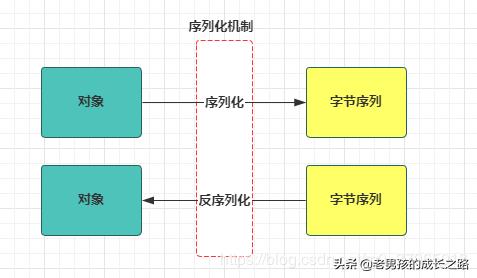 序列化机制
对象
序列化
字节序列
对象
反序列化
字节序列
https://blog.csdn
头条 @老男孩的成长之路